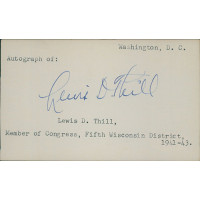 Washington, D. C.
Autograph of:
Lewis D Thill
Lewis D. Thill,
Member of Congress, Fifth Wisconsin District,
1941-43.